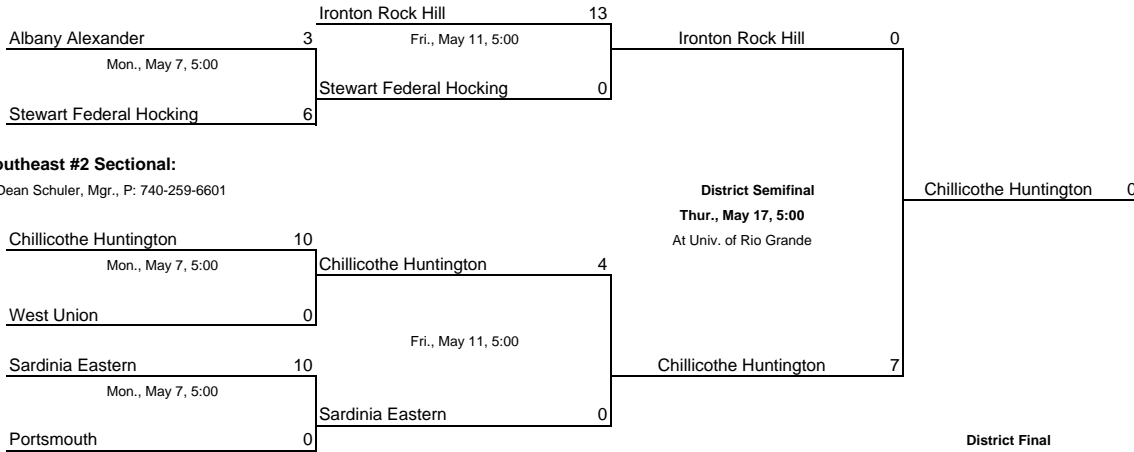 Ironton Rock Hill 13
Albany Alexander 3 Fri., May 11, 5:00 Ironton Rock Hill 0
Mon., May 7, 5:00
Stewart Federal Hocking 0
Stewart Federal Hocking 6
outheast #2 Sectional:
Dean Schuler, Mgr., P: 740-259-6601 District Semifinal Chillicothe Huntington 0
Thur., May 17, 5:00
Chillicothe Huntington 10 At Univ. of Rio Grande
Mon., May 7, 5:00 Chillicothe Huntington 4
West Union 0
Fri., May 11, 5:00
Sardinia Eastern 10 Chillicothe Huntington 7
Mon., May 7, 5:00
Sardinia Eastern 0
Portsmouth 0 District Final